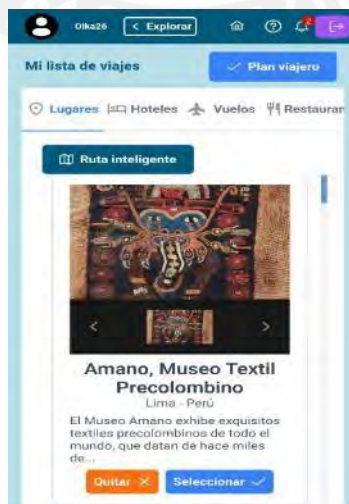 Olka26 < Explorar
Mi lista de viajes Plan viajero
Lugares Hoteles Vuelos Restauran
Ruta inteligente
Amano, Museo Textil
Precolombino
Lima - Perú
El Museo Amano exhibe exquisitos
textiles precolombinos de todo el
mundo, que datan de hace miles
de...
Quitar Seleccionar